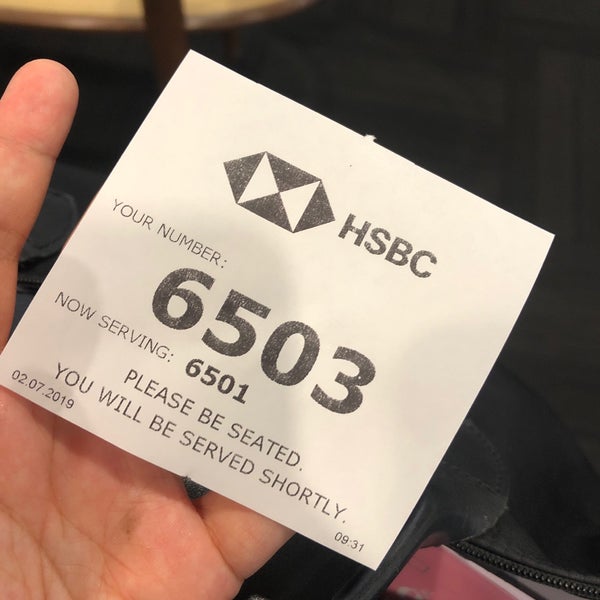 HSBC
YOUR NUMBER:
6503
NOW SERVING: 6501
PLEASE BE SEATED.
YOU WILL BE SERVED SHORTLY.
02.07.2019 09:31